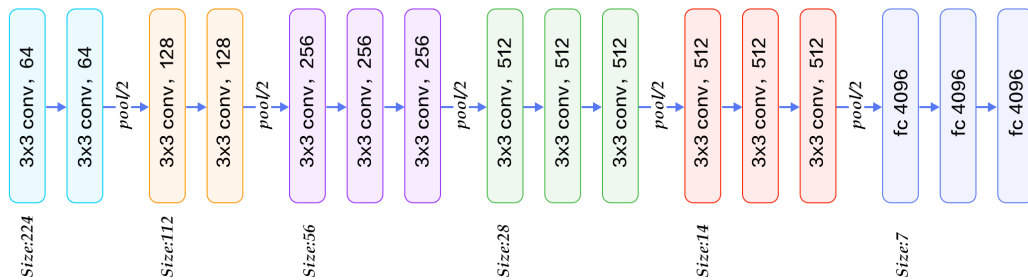 3x3 conv, 64
3x3 conv, 64
pool/2
3x3 conv, 128
3x3 conv, 128
pool/2
3x3 conv, 256
3x3 conv, 256
3x3 conv, 256
pool/2
3x3 conv, 512
3x3 conv, 512
3x3 conv, 512
pool/2
3x3 conv, 512
3x3 conv, 512
3x3 conv, 512
pool/2
fc 4096
fc 4096
fc 4096
Size:224
Size:112
Size:56
Size:28
Size:14
Size:7